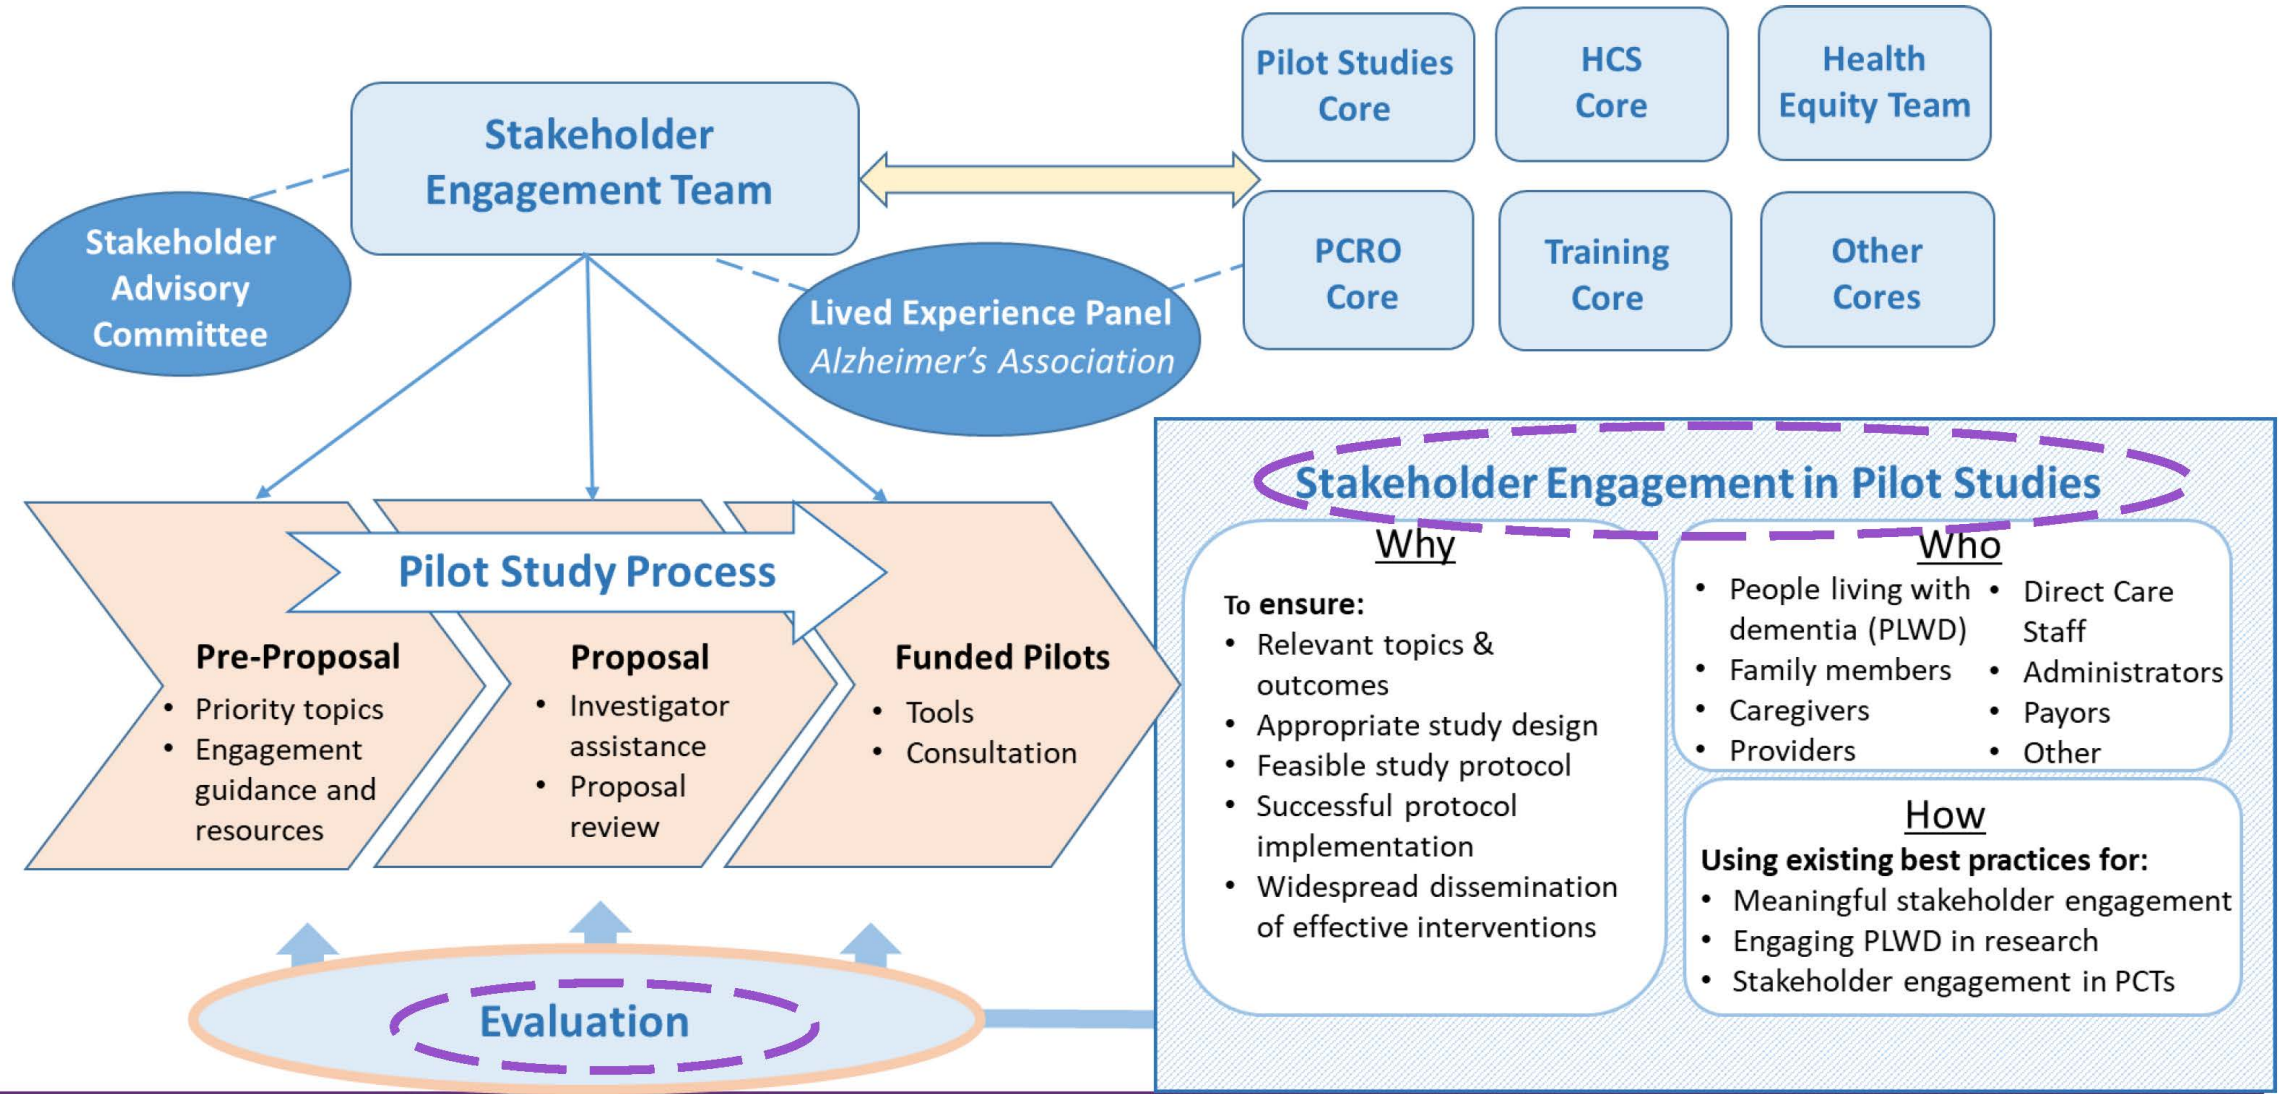 Stakeholder
Engagement Team
Pilot Studies
Core
HCS
Core
Health
Equity Team
PCRO
Core
Training
Core
Other
Cores
Stakeholder
Advisory
Committee
Lived Experience Panel
Alzheimer's Association
Pilot Study Process
Pre-Proposal
• Priority topics
• Engagement
guidance and
resources
Proposal
• Investigator
assistance
• Proposal
review
Funded Pilots
• Tools
• Consultation
Evaluation
Stakeholder Engagement in Pilot Studies
Why
To ensure:
• Relevant topics &
outcomes
• Appropriate study design
• Feasible study protocol
• Successful protocol
implementation
• Widespread dissemination
of effective interventions
Who
• People living with
dementia (PLWD)
• Family members
• Caregivers
• Providers
• Direct Care
Staff
• Administrators
• Payors
• Other
How
Using existing best practices for:
• Meaningful stakeholder engagement
• Engaging PLWD in research
• Stakeholder engagement in PCTs